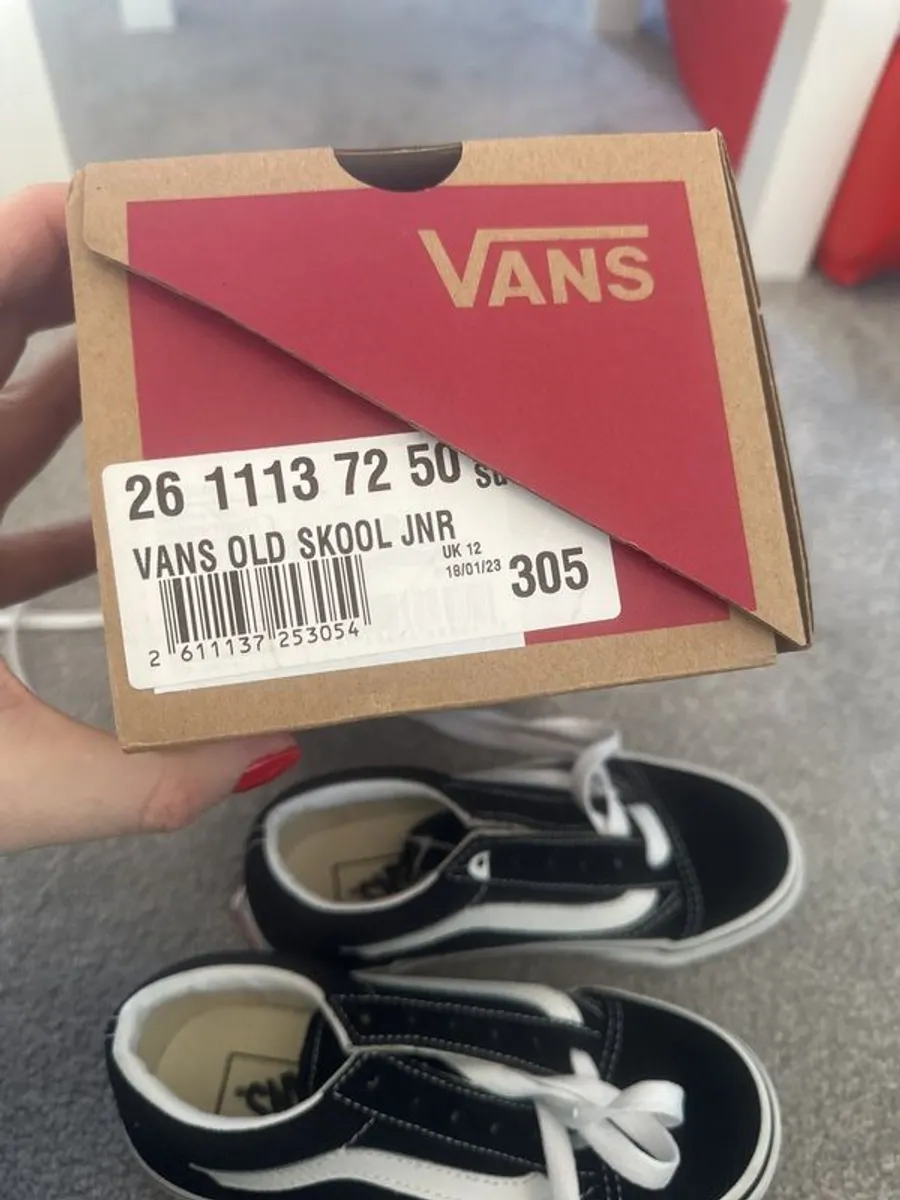 VANS
26 1113 72 50
VANS OLD SKOOL JNR
UK 12
18/01/23
305
2 611137 253054